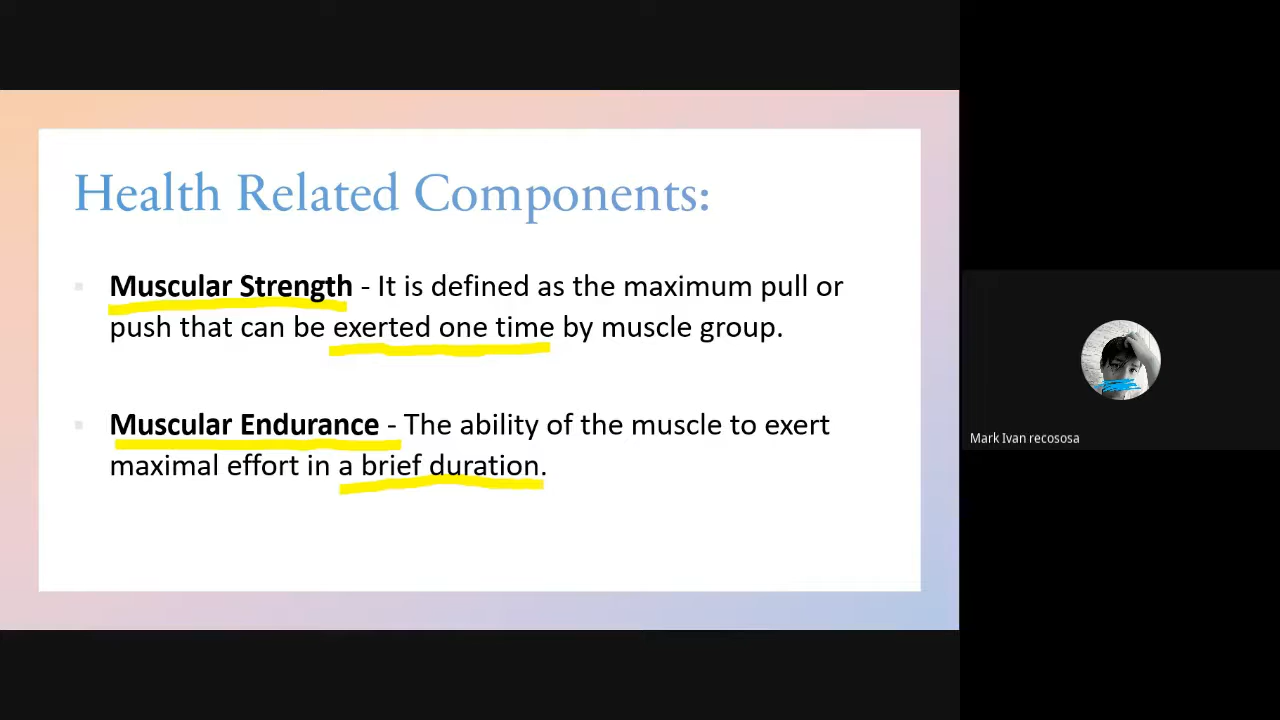 Health Related Components:
Muscular Strength - It is defined as the maximum pull or
push that can be exerted one time by muscle group.
Muscular Endurance - The ability of the muscle to exert
maximal effort in a brief duration.
Mark Ivan recososa